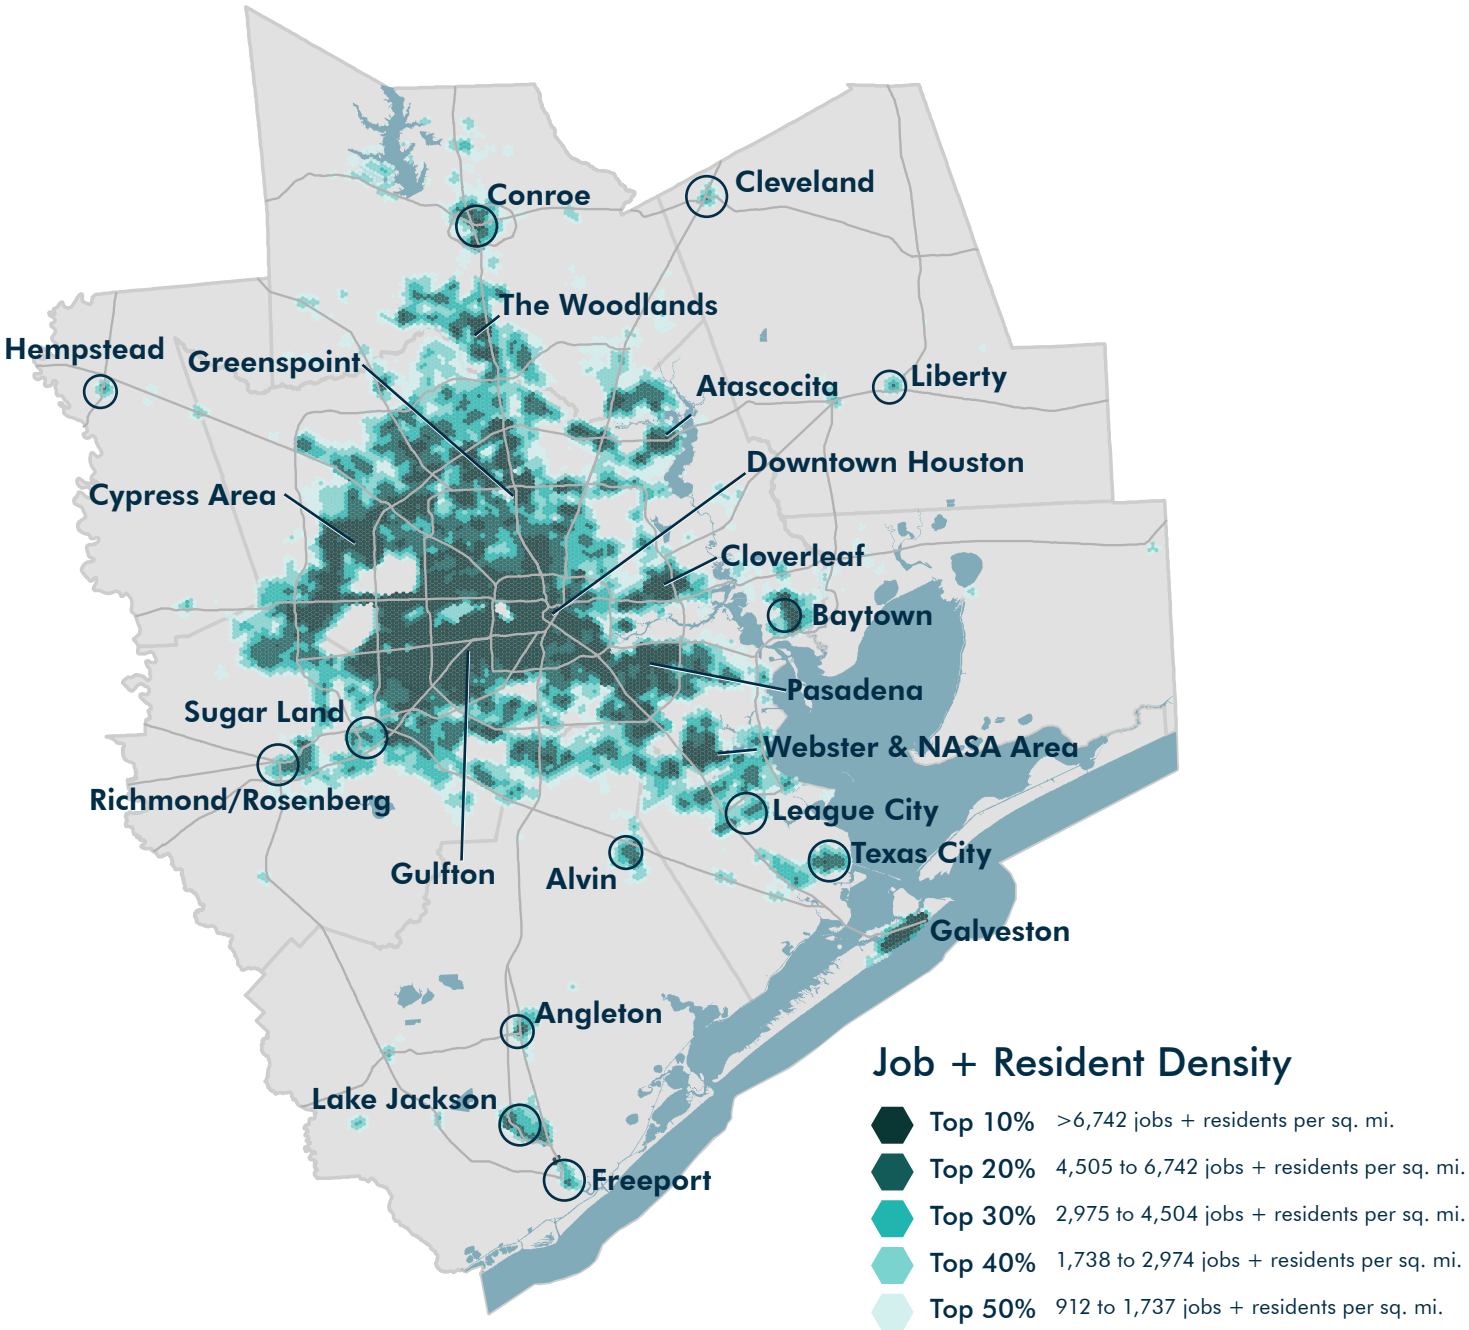 Cleveland
Conroe
The Woodlands
Hempstead
Greenspoint
Atascocita
Liberty
Downtown Houston
Cypress Area
Cloverleaf
Baytown
Pasadena
Sugar Land
Webster & NASA Area
Richmond/Rosenberg
League City
Texas City
Gulfton
Alvin
Galveston
Angleton
Lake Jackson
Freeport
Job + Resident Density
Top 10% >6,742 jobs + residents per sq. mi.
Top 20% 4,505 to 6,742 jobs + residents per sq. mi.
Top 30% 2,975 to 4,504 jobs + residents per sq. mi.
Top 40% 1,738 to 2,974 jobs + residents per sq. mi.
Top 50% 912 to 1,737 jobs + residents per sq. mi.